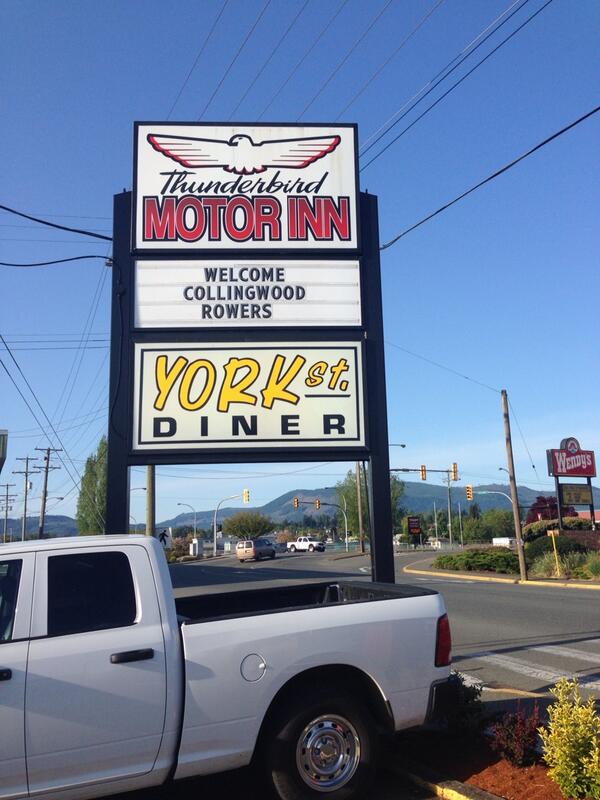 Thunderbird
MOTOR INN
WELCOME
COLLINGWOOD
ROWERS
YORK st.
DINER
Wendy's